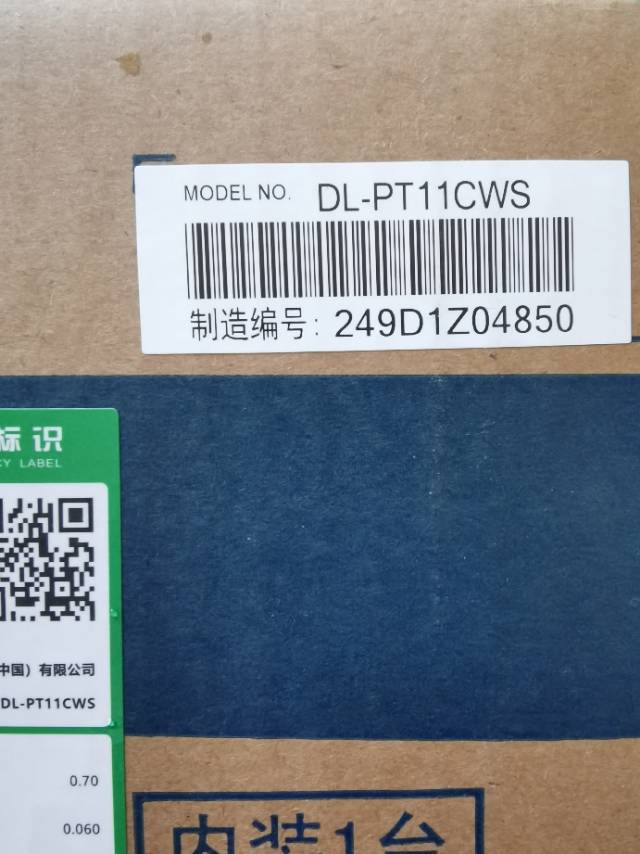 MODEL NO. DL-PT11CWS
制造编号: 249D1Z04850
标识
CY LABEL
中国）有限公司
DL-PT11CWS
0.70
0.060
内装1台